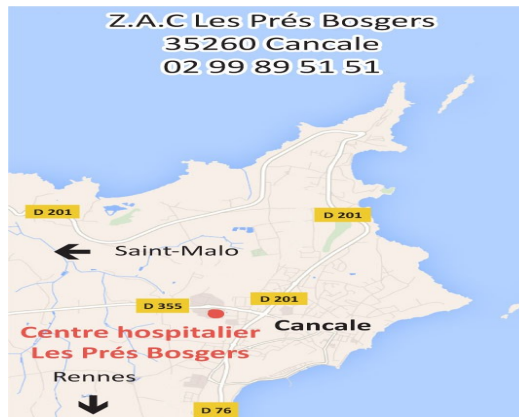 Z.A.C Les Prés Bosgers
35260 Cancale
02 99 89 51 51
D 201
D 201
Saint-Malo
D 355
D 201
Centre hospitalier
Les Prés Bosgers
Cancale
Rennes
D 76